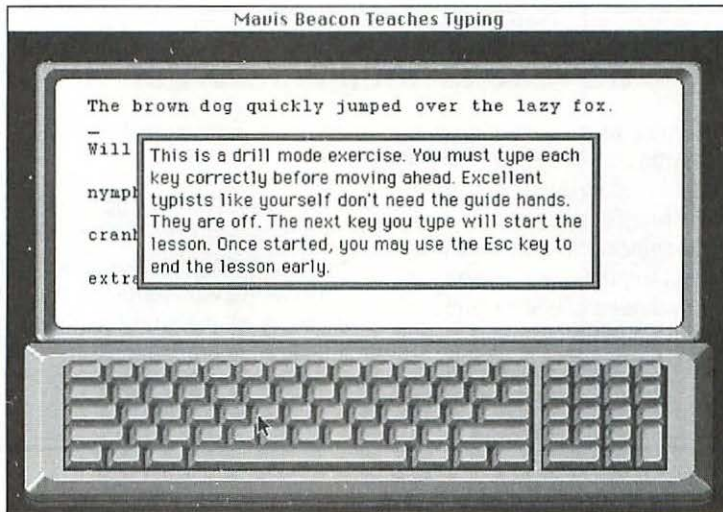 Mavis Beacon Teaches Typing
The brown dog quickly jumped over the lazy fox.
Will
This is a drill mode exercise. You must type each
key correctly before moving ahead. Excellent
typists like yourself don't need the guide hands.
They are off. The next key you type will start the
lesson. Once started, you may use the Esc key to
end the lesson early.